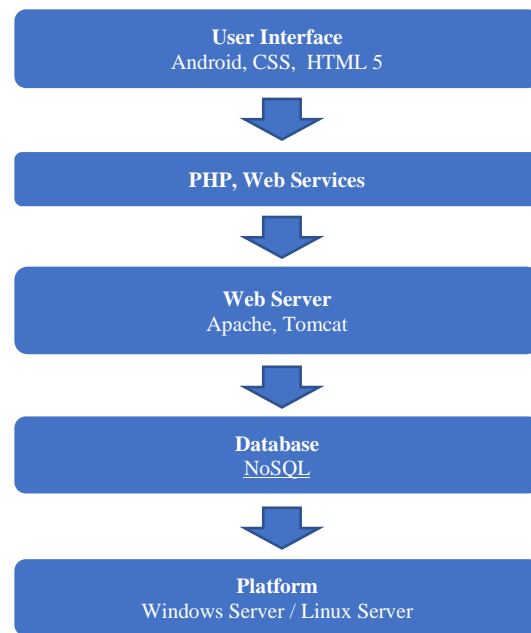 User Interface
Android, CSS, HTML 5
PHP, Web Services
Web Server
Apache, Tomcat
Database
NoSQL
Platform
Windows Server / Linux Server